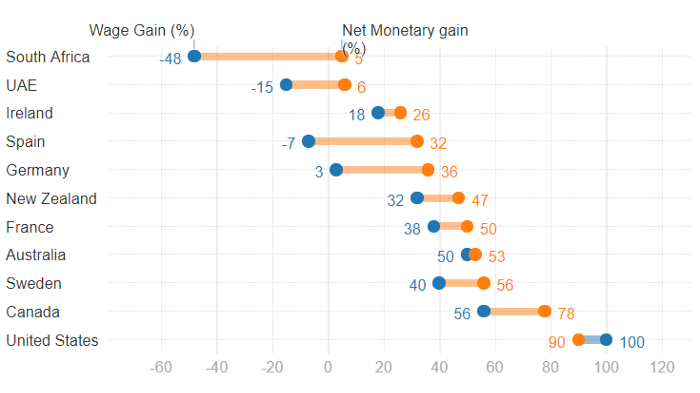 Wage Gain (%) Net Monetary gain
(%)
South Africa -48 5
UAE -15 6
Ireland 18 26
Spain -7 32
Germany 3 36
New Zealand 32 47
France 38 50
Australia 50 53
Sweden 40 56
Canada 56 78
United States 90 100
-60 -40 -20 0 20 40 60 80 100 120